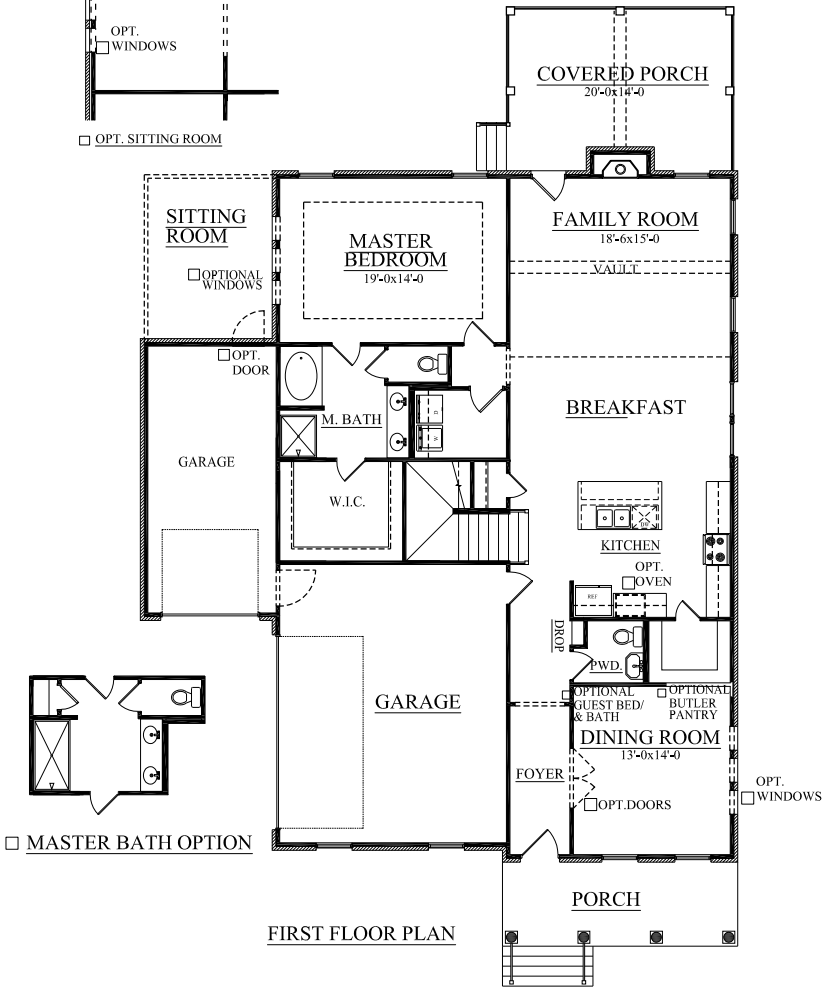 OPT.
WINDOWS
OPT. SITTING ROOM
COVERED PORCH
20'-0x14'-0
SITTING
ROOM
OPTIONAL
WINDOWS
MASTER
BEDROOM
19'-0x14'-0
FAMILY ROOM
18'-6x15'-0
VAULT
OPT.
DOOR
M. BATH
D
W
BREAKFAST
GARAGE
W.I.C.
DW
KITCHEN
OPT.
OVEN
REF
DROP
PWD.
OPTIONAL
GUEST BED/
& BATH
OPTIONAL
BUTLER
PANTRY
GARAGE
DINING ROOM
13'-0x14'-0
FOYER
OPT.DOORS
OPT.
WINDOWS
MASTER BATH OPTION
PORCH
FIRST FLOOR PLAN